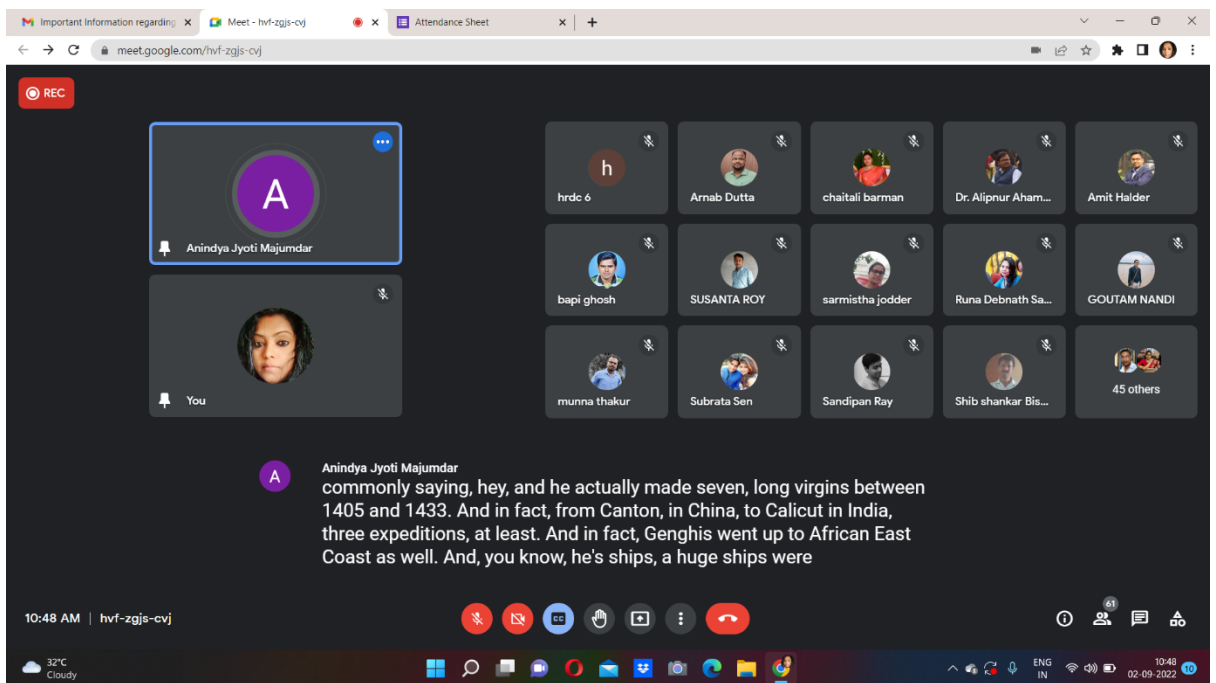 Important Information regarding
Meet - hvf-zgjs-cvj
Attendance Sheet
meet.google.com/hvf-zgjs-cvj
REC
A
Anindya Jyoti Majumdar
You
h
hrdc 6
Arnab Dutta
chaitali barman
Dr. Alipnur Aham...
Amit Halder
bapi ghosh
SUSANTA ROY
sarmistha jodder
Runa Debnath Sa...
GOUTAM NANDI
munna thakur
Subrata Sen
Sandipan Ray
Shib shankar Bis...
45 others
A
Anindya Jyoti Majumdar
commonly saying, hey, and he actually made seven, long virgins between
1405 and 1433. And in fact, from Canton, in China, to Calicut in India,
three expeditions, at least. And in fact, Genghis went up to African East
Coast as well. And, you know, he's ships, a huge ships were
10:48 AM | hvf-zgjs-cvj
CC
61
32°C
Cloudy
ENG
IN
10:48
02-09-2022
10